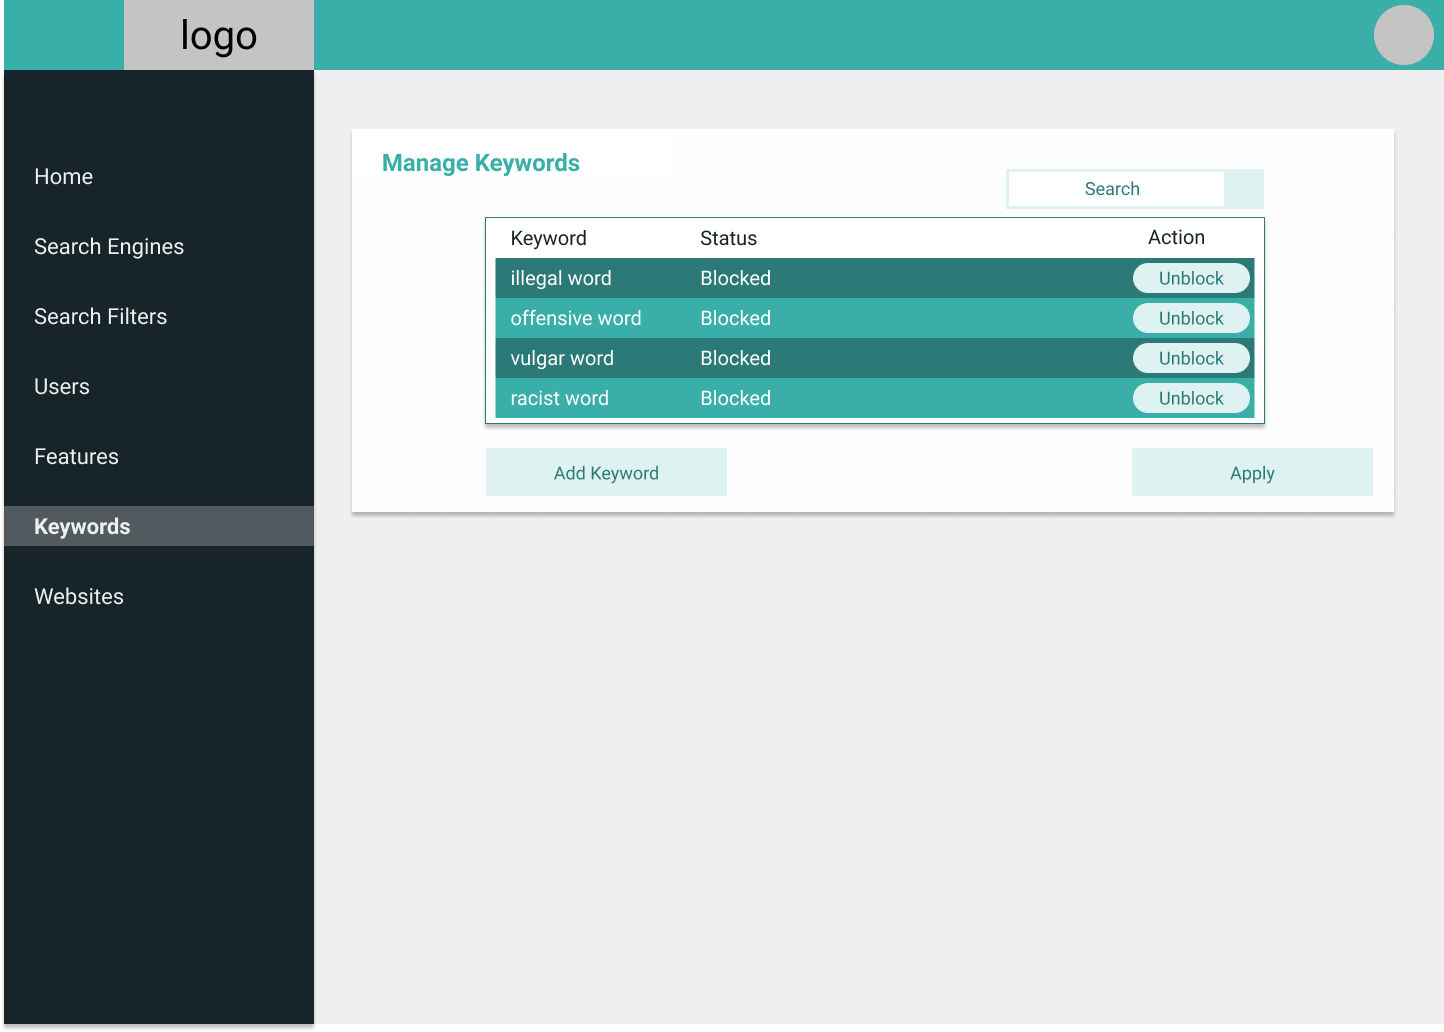 logo
Home
Search Engines
Search Filters
Users
Features
Keywords
Websites
Manage Keywords
Search
Keyword Status Action
illegal word Blocked Unblock
offensive word Blocked Unblock
vulgar word Blocked Unblock
racist word Blocked Unblock
Add Keyword Apply